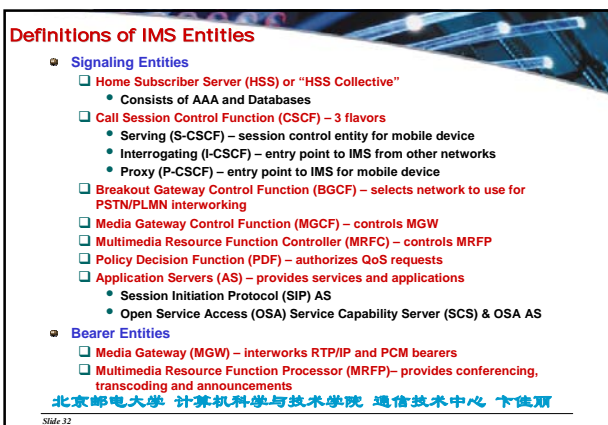 Definitions of IMS Entities
Signaling Entities
Home Subscriber Server (HSS) or “HSS Collective”
Consists of AAA and Databases
Call Session Control Function (CSCF) – 3 flavors
Serving (S-CSCF) – session control entity for mobile device
Interrogating (I-CSCF) – entry point to IMS from other networks
Proxy (P-CSCF) – entry point to IMS for mobile device
Breakout Gateway Control Function (BGCF) – selects network to use for
PSTN/PLMN interworking
Media Gateway Control Function (MGCF) – controls MGW
Multimedia Resource Function Controller (MRFC) – controls MRFP
Policy Decision Function (PDF) – authorizes QoS requests
Application Servers (AS) – provides services and applications
Session Initiation Protocol (SIP) AS
Open Service Access (OSA) Service Capability Server (SCS) & OSA AS
Bearer Entities
Media Gateway (MGW) – interworks RTP/IP and PCM bearers
Multimedia Resource Function Processor (MRFP)– provides conferencing,
transcoding and announcements
北京邮电大学 计算机科学与技术学院 通信技术中心 卞佳丽
Slide 32